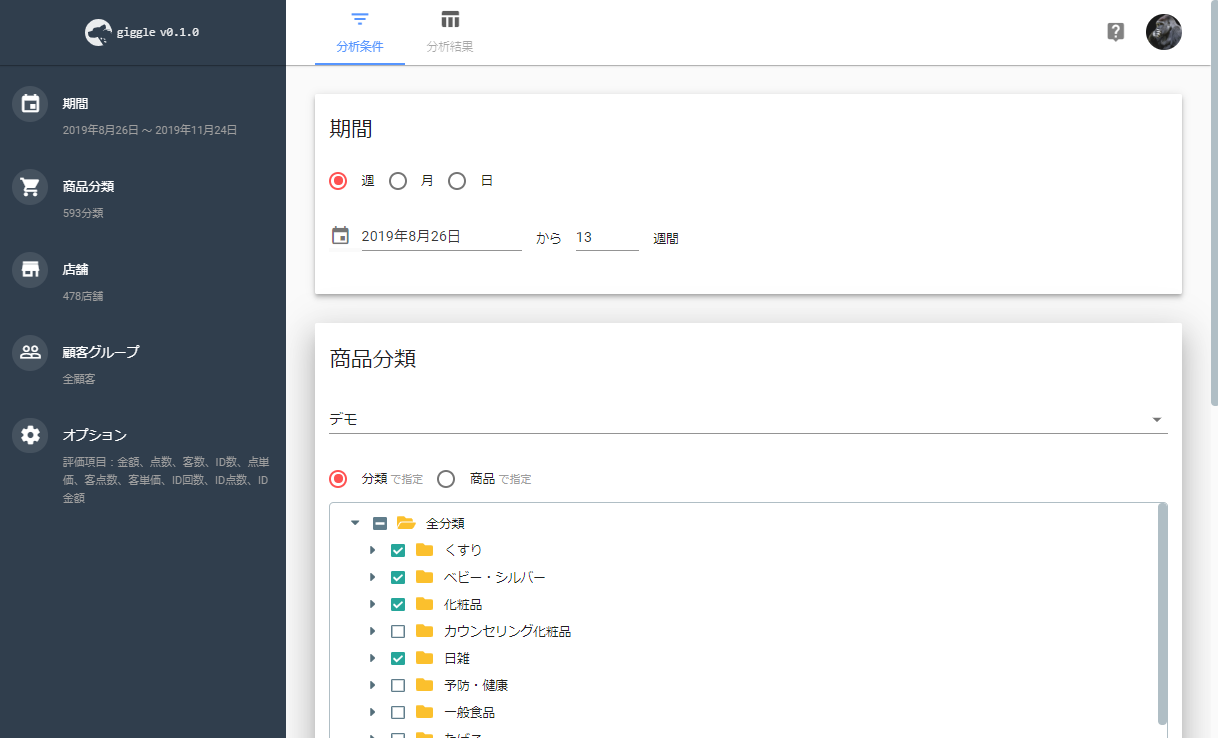 giggle v0.1.0
期間
2019年8月26日 ～ 2019年11月24日
商品分類
593分類
店舗
478店舗
顧客グループ
全顧客
オプション
評価項目：金額、点数、客数、ID数、点単
価、客点数、客単価、ID回数、ID点数、ID
金額
分析条件
分析結果
?
期間
週 月 日
2019年8月26日 から 13 週間
商品分類
デモ
分類 で指定 商品 で指定
全分類
くすり
ベビー・シルバー
化粧品
カウンセリング化粧品
日雑
予防・健康
一般食品
たばこ